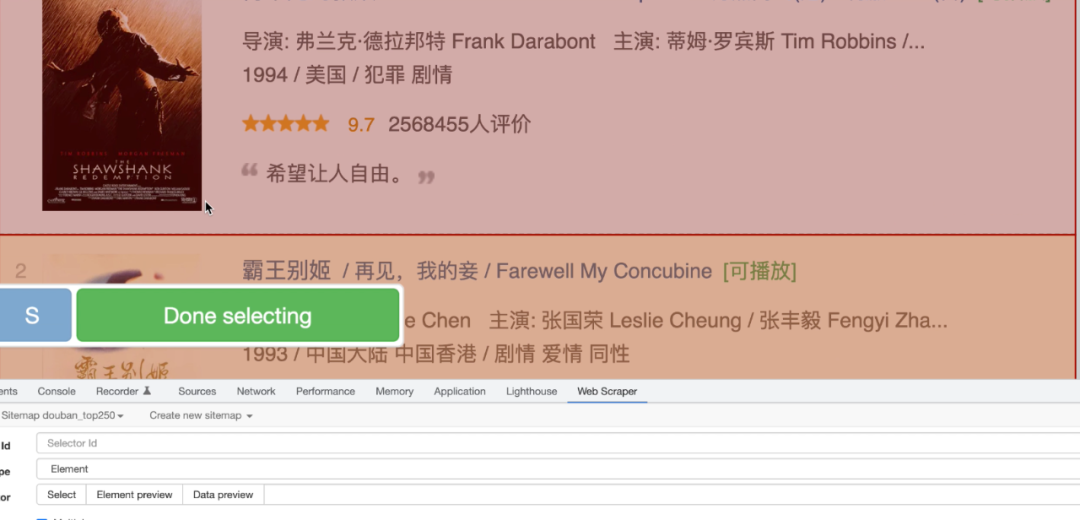 导演: 弗兰克·德拉邦特 Frank Darabont 主演: 蒂姆·罗宾斯 Tim Robbins /...
1994 / 美国 / 犯罪 剧情
9.7 2568455人评价
THE
SHAWSHANK
REDEMPTION
“ 希望让人自由。 ”
2 霸王别姬 / 再见，我的妾 / Farewell My Concubine [可播放]
S Done selecting
e Chen 主演: 张国荣 Leslie Cheung / 张丰毅 Fengyi Zha...
1993 / 中国大陆 中国香港 / 剧情 爱情 同性
霸王别姬
ents Console Recorder Sources Network Performance Memory Application Lighthouse Web Scraper
Sitemap douban_top250 Create new sitemap
Id Selector Id
pe Element
or Select Element preview Data preview